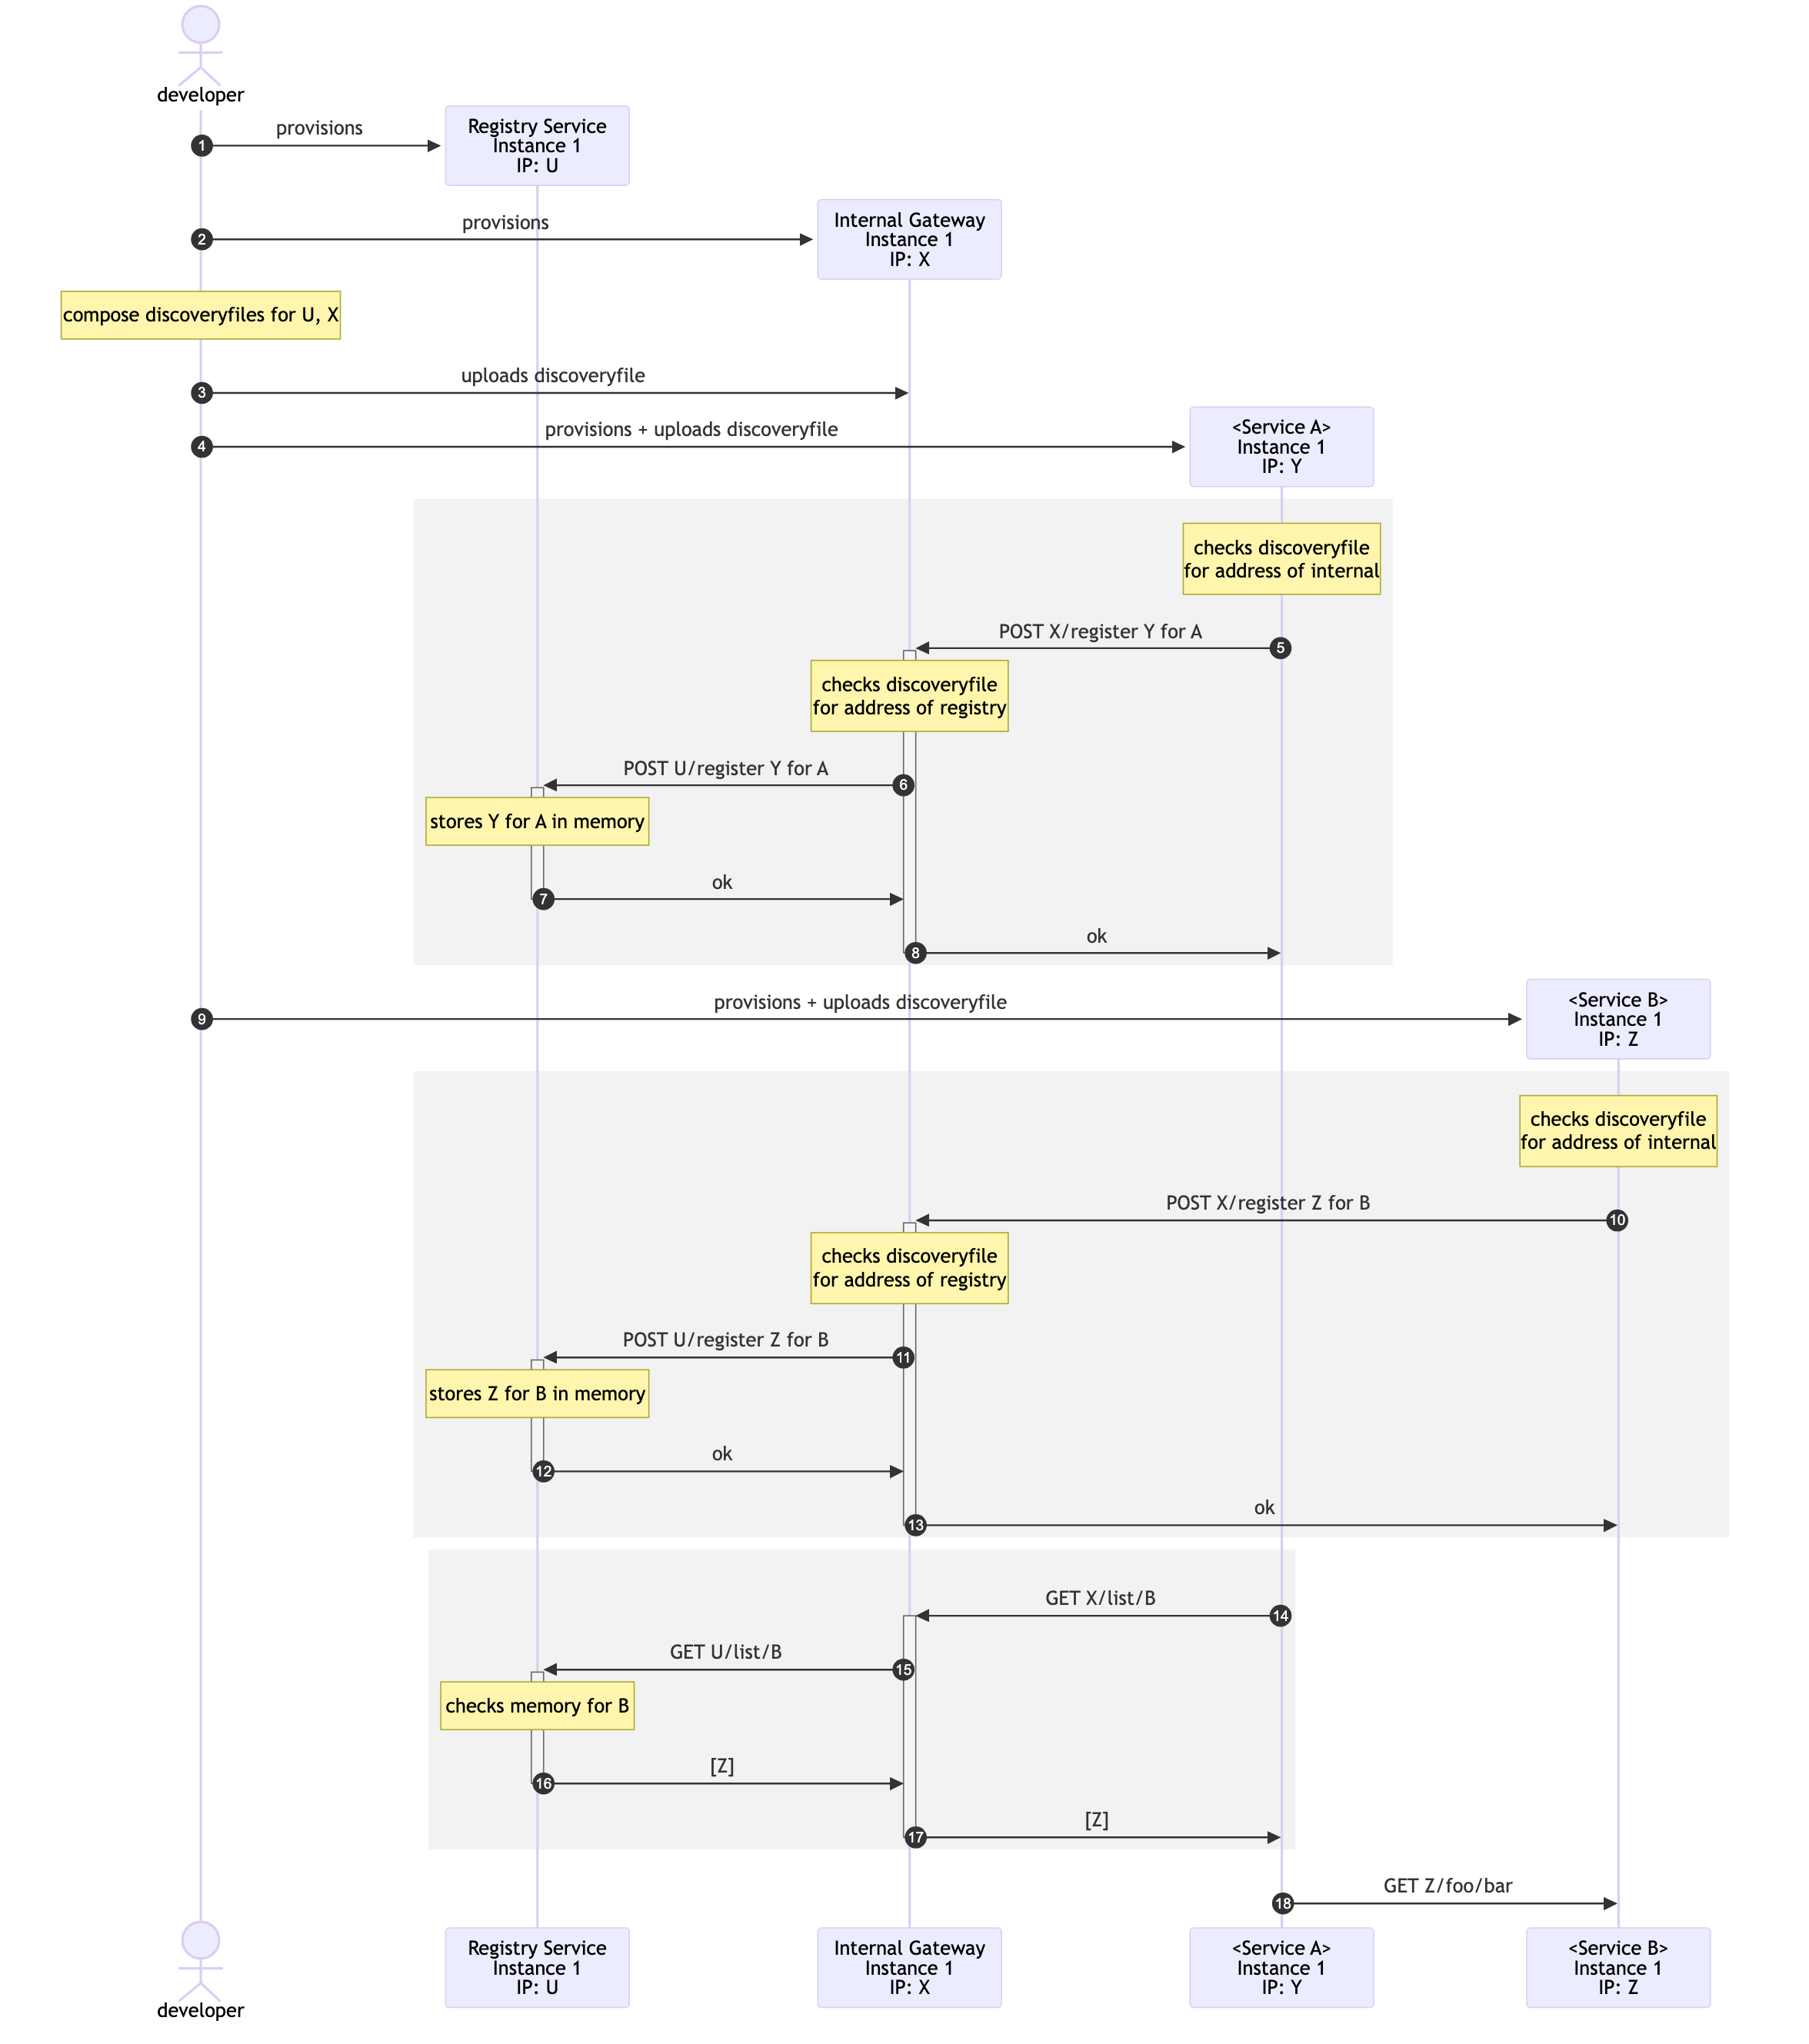 developer
provisions
1
Registry Service
Instance 1
IP: U
provisions
2
Internal Gateway
Instance 1
IP: X
compose discoveryfiles for U, X
uploads discoveryfile
3
provisions + uploads discoveryfile
4
<Service A>
Instance 1
IP: Y
checks discoveryfile
for address of internal
POST X/register Y for A
5
checks discoveryfile
for address of registry
POST U/register Y for A
6
stores Y for A in memory
ok
7
ok
8
provisions + uploads discoveryfile
9
<Service B>
Instance 1
IP: Z
checks discoveryfile
for address of internal
POST X/register Z for B
10
checks discoveryfile
for address of registry
POST U/register Z for B
11
stores Z for B in memory
ok
12
ok
13
GET X/list/B
14
GET U/list/B
15
checks memory for B
[Z]
16
[Z]
17
GET Z/foo/bar
18
developer
Registry Service
Instance 1
IP: U
Internal Gateway
Instance 1
IP: X
<Service A>
Instance 1
IP: Y
<Service B>
Instance 1
IP: Z